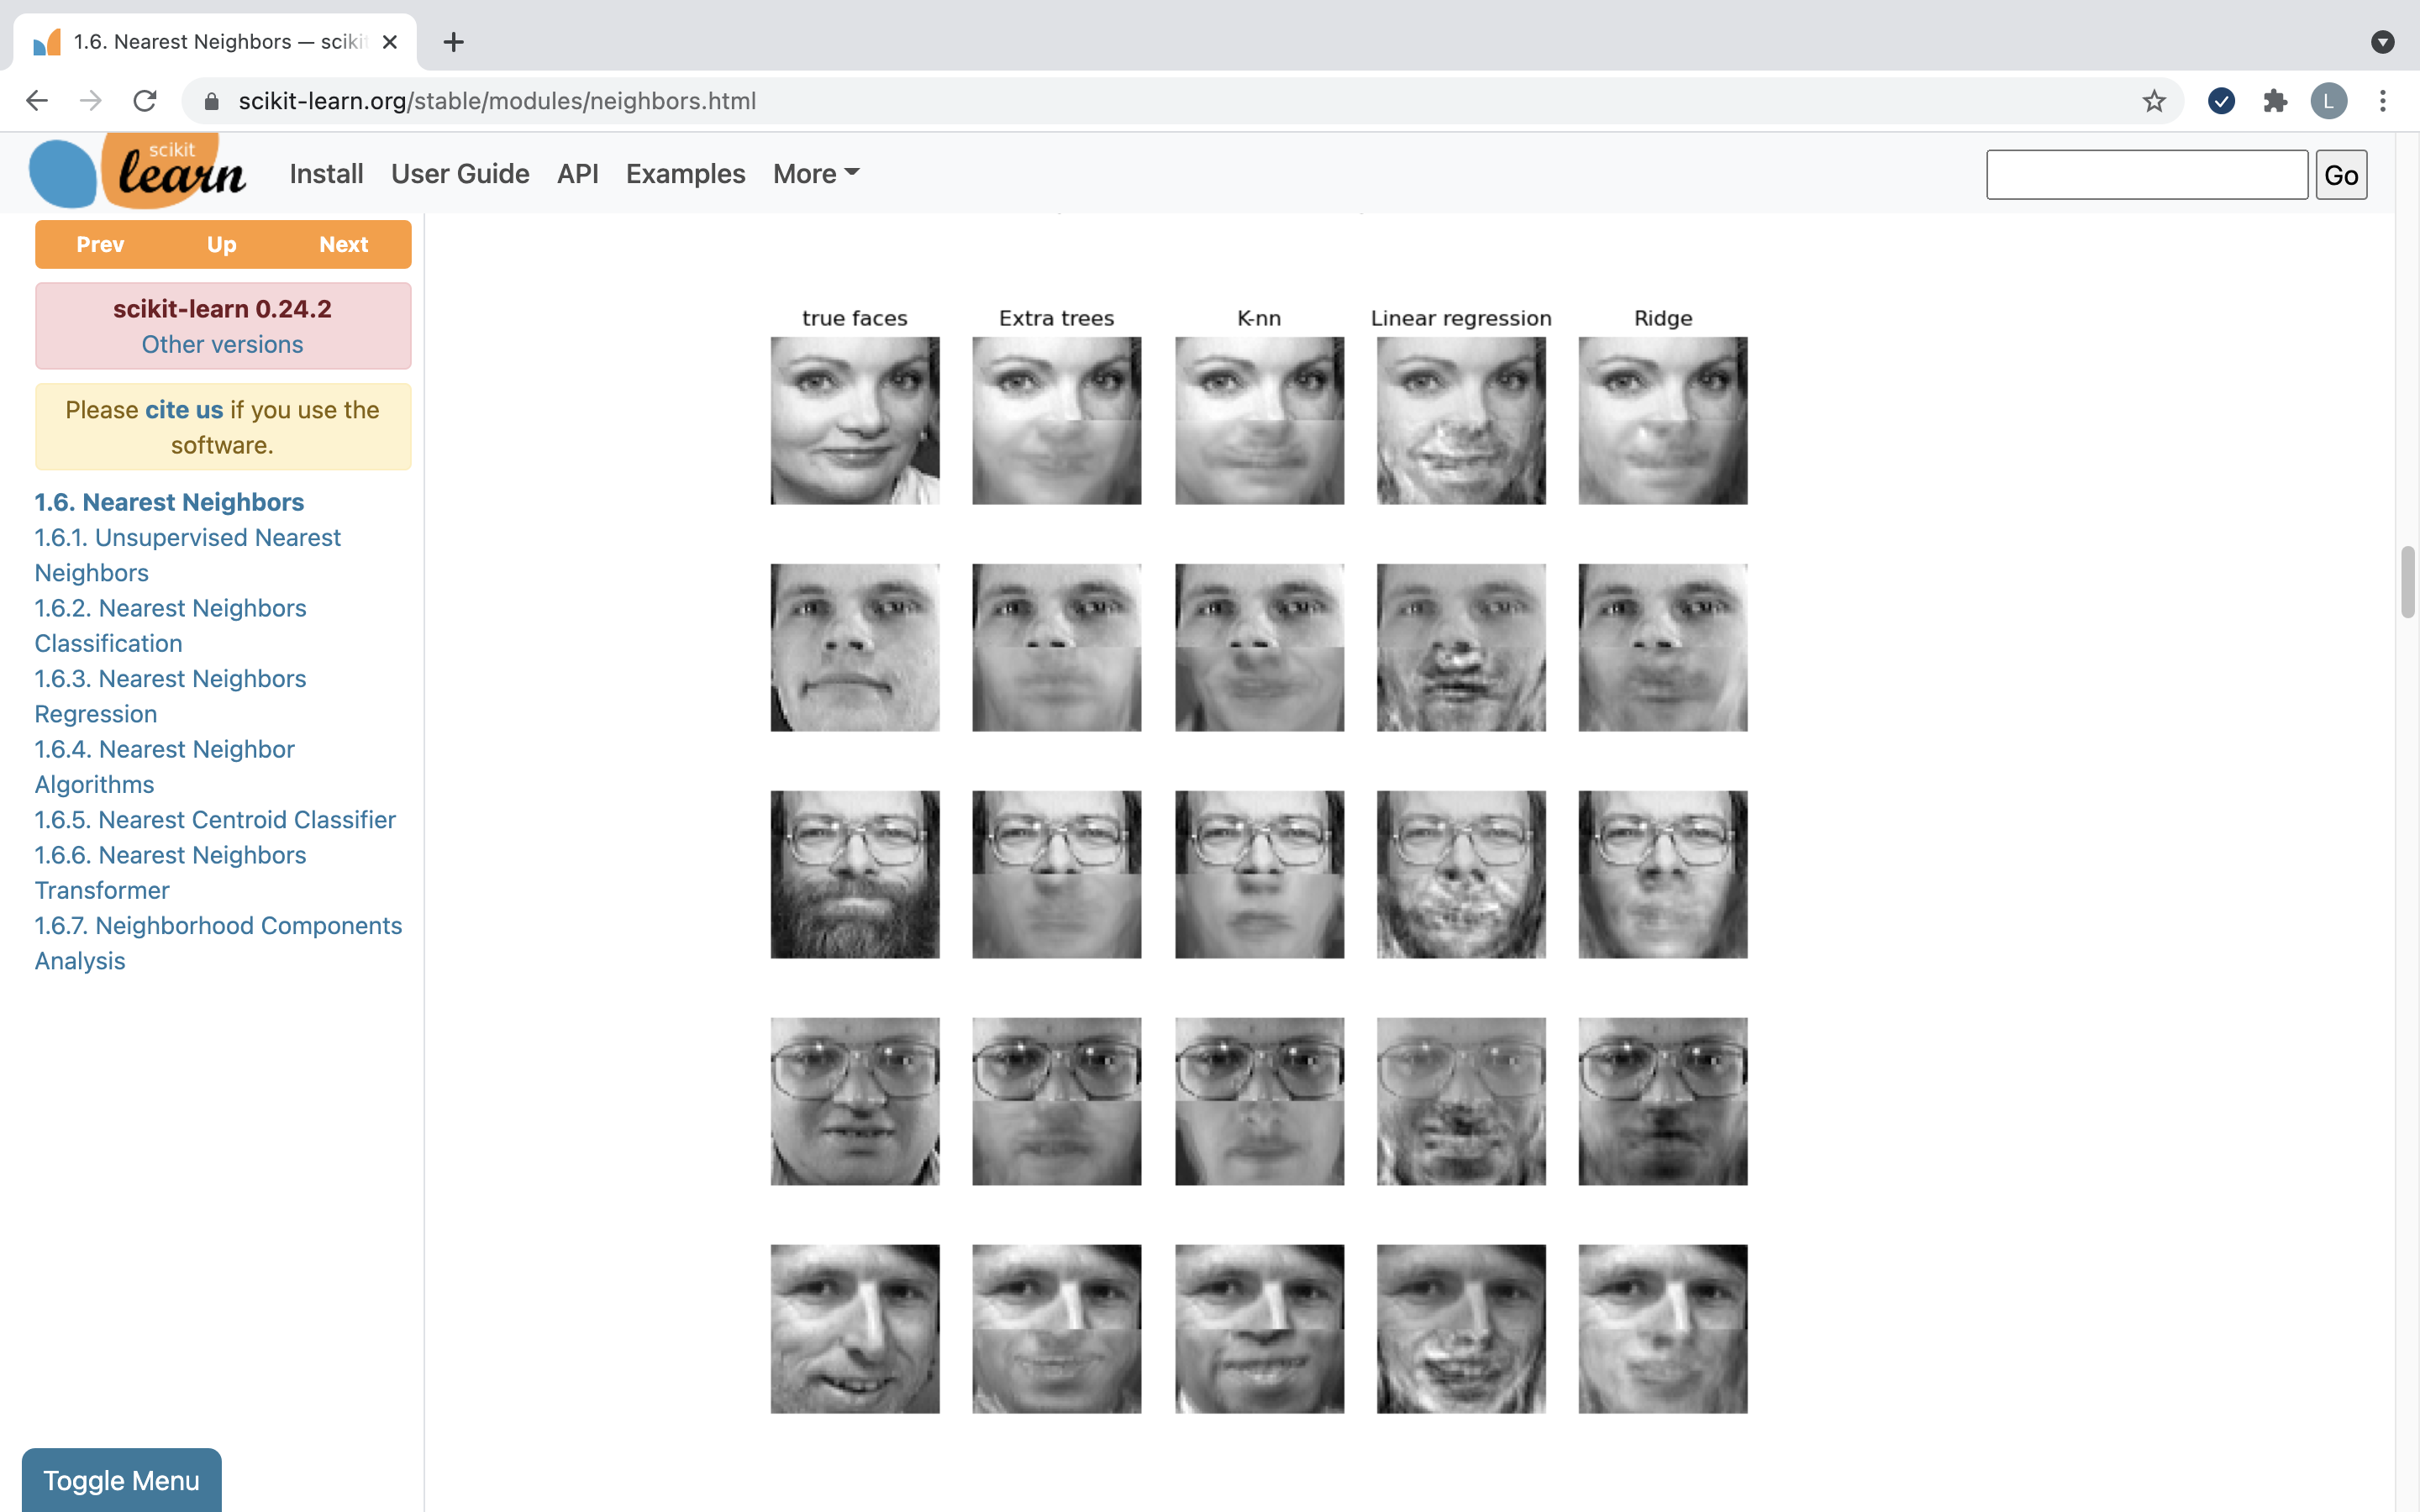 1.6. Nearest Neighbors — sciki
scikit-learn.org/stable/modules/neighbors.html
L
scikit
learn
Install
User Guide
API
Examples
More
Go
Prev
Up
Next
scikit-learn 0.24.2
Other versions
Please cite us if you use the
software.
1.6. Nearest Neighbors
1.6.1. Unsupervised Nearest
Neighbors
1.6.2. Nearest Neighbors
Classification
1.6.3. Nearest Neighbors
Regression
1.6.4. Nearest Neighbor
Algorithms
1.6.5. Nearest Centroid Classifier
1.6.6. Nearest Neighbors
Transformer
1.6.7. Neighborhood Components
Analysis
Toggle Menu
true faces
Extra trees
K-nn
Linear regression
Ridge